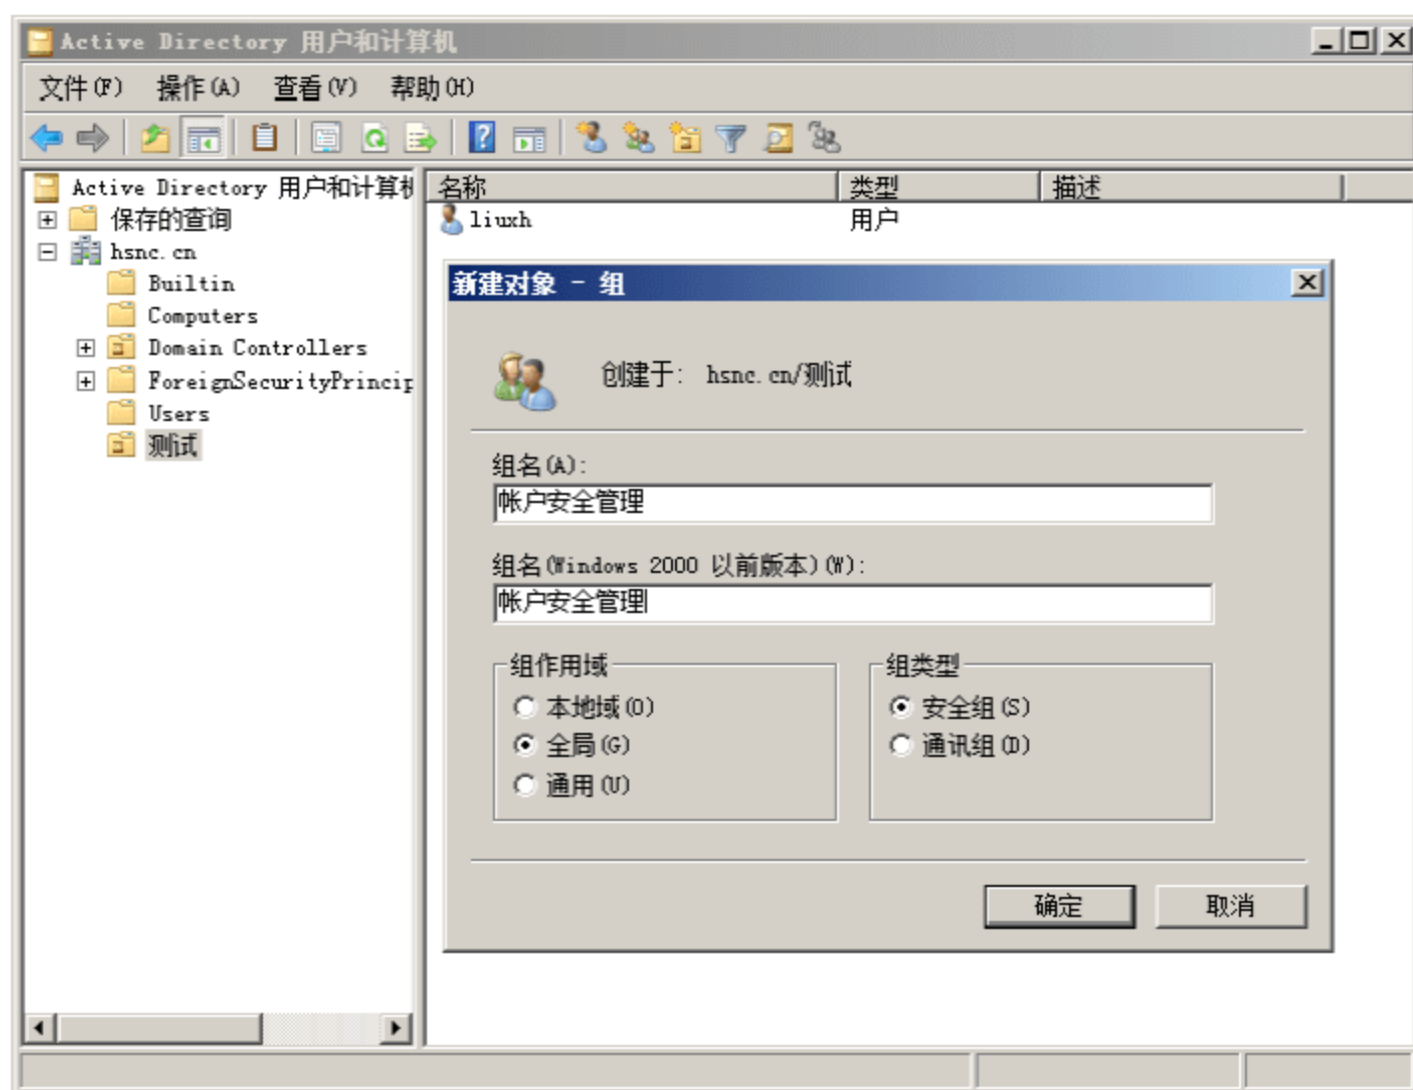 Active Directory 用户和计算机
文件(F) 操作(A) 查看(V) 帮助(H)
Active Directory 用户和计算机
保存的查询
hsnc.cn
Builtin
Computers
Domain Controllers
ForeignSecurityPrincip
Users
测试
名称 类型 描述
liuxh 用户
新建对象 - 组
创建于: hsnc.cn/测试
组名(A):
帐户安全管理
组名(Windows 2000 以前版本)(W):
帐户安全管理
组作用域
本地域(O)
全局(G)
通用(U)
组类型
安全组(S)
通讯组(D)
确定 取消